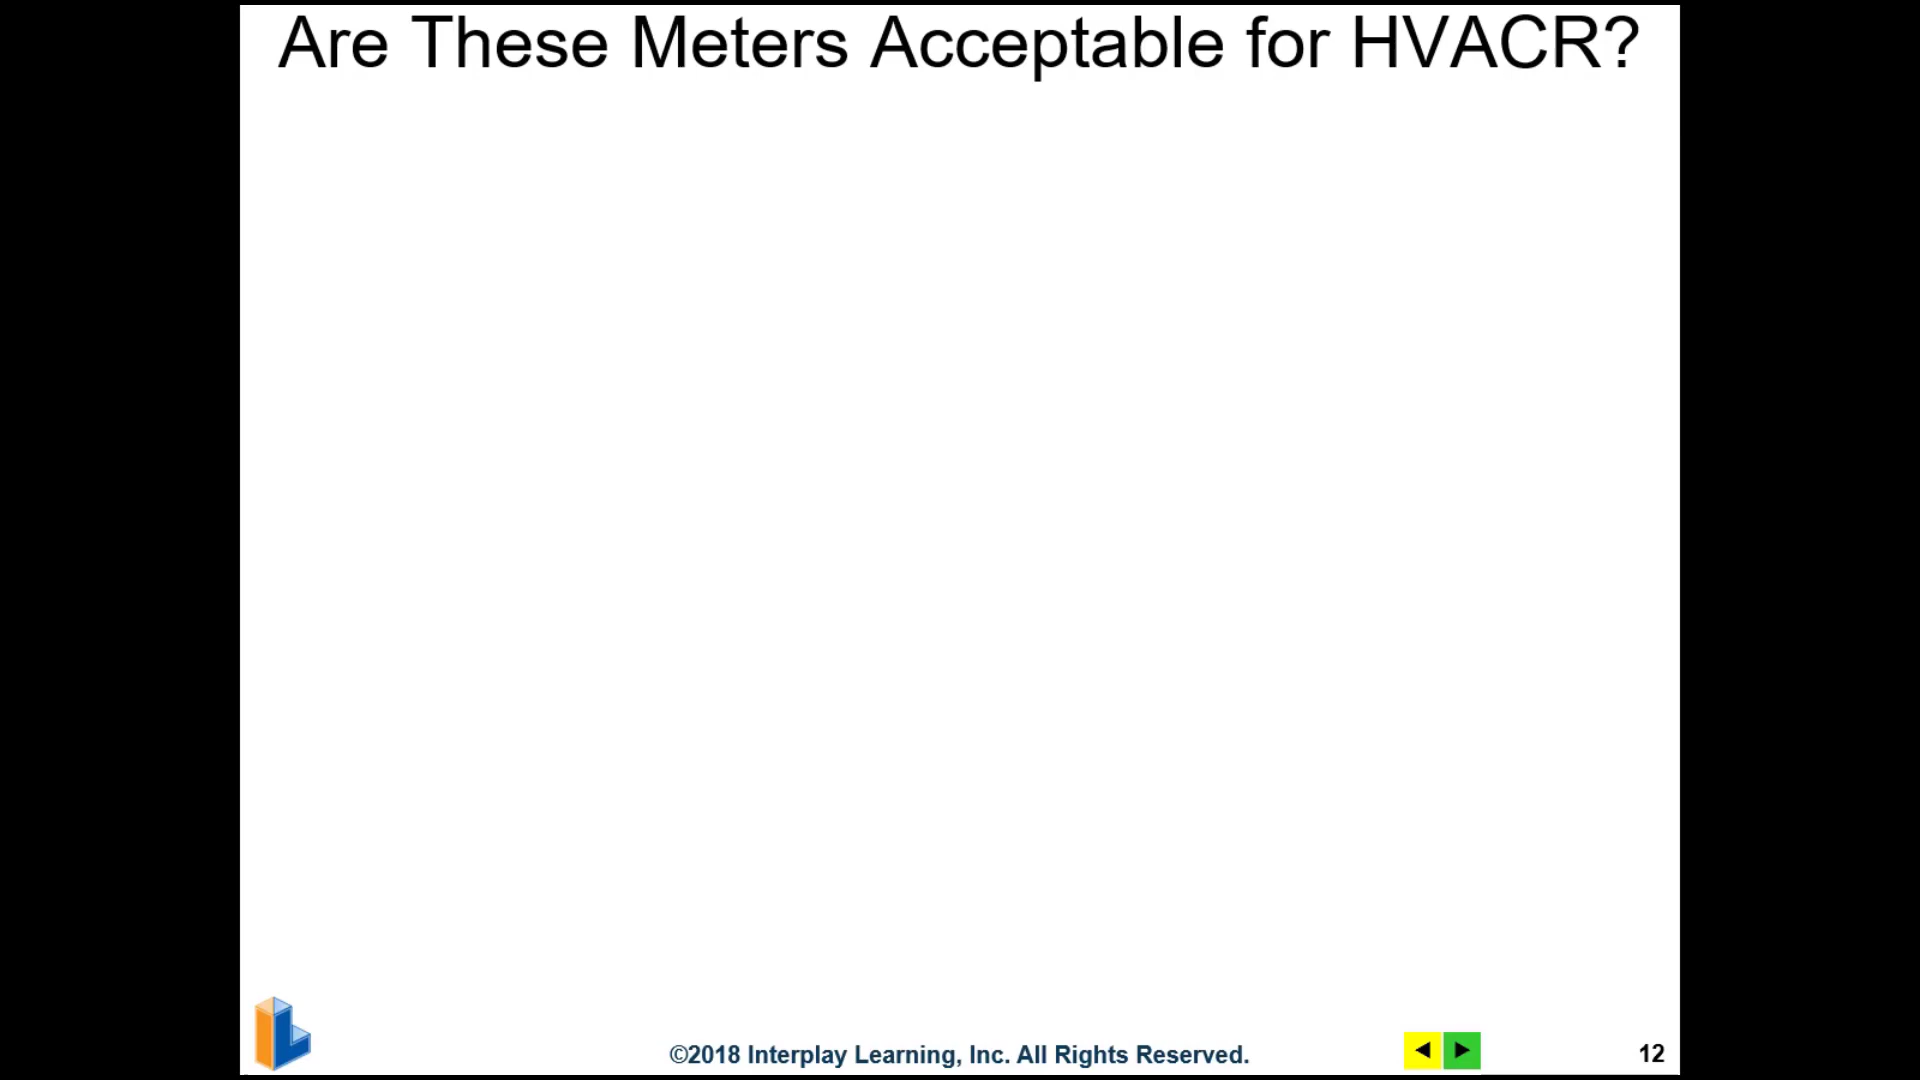 Are These Meters Acceptable for HVACR?
©2018 Interplay Learning, Inc. All Rights Reserved.
12